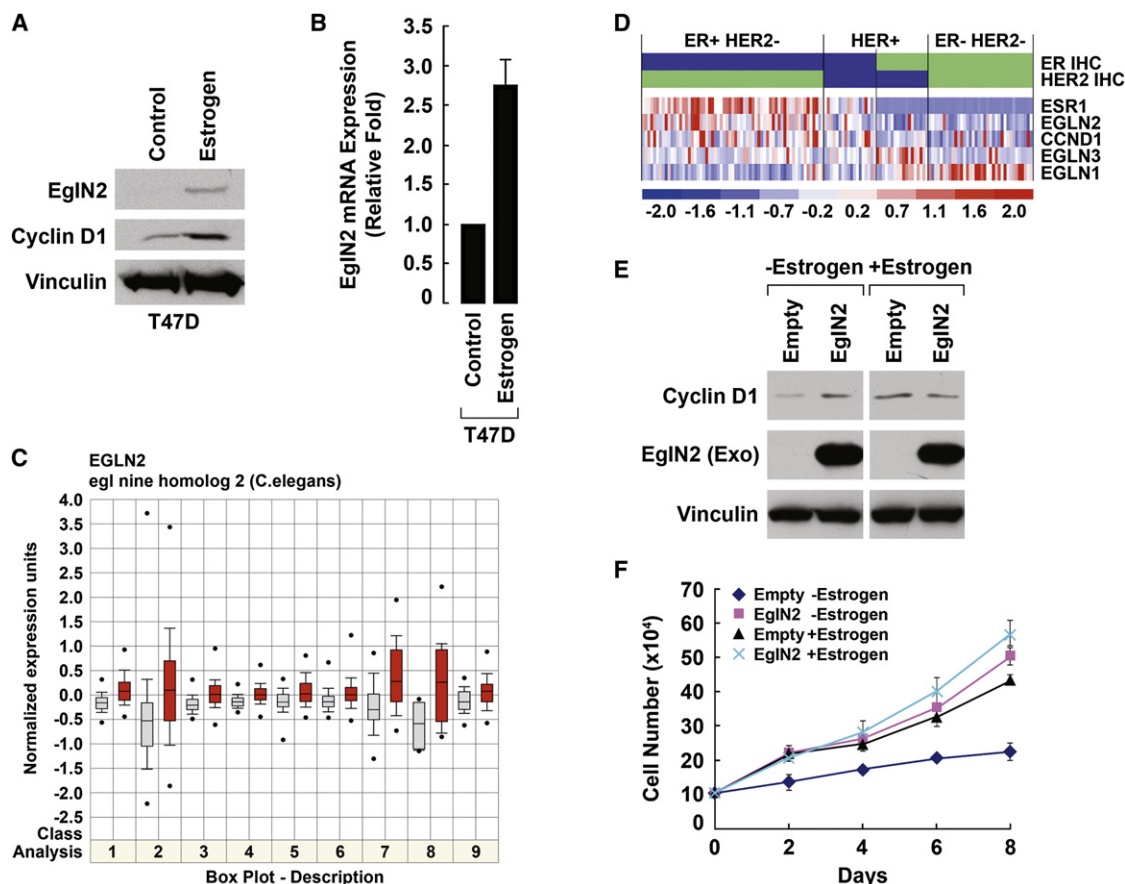 A
Control
Estrogen
EglN2
Cyclin D1
Vinculin
T47D
B
EglN2 mRNA Expression
(Relative Fold)
3.5
3.0
2.5
2.0
1.5
1.0
0.5
0
Control
Estrogen
T47D
C
EGLN2
egl nine homolog 2 (C.elegans)
Normalized expression units
4.0
3.5
3.0
2.5
2.0
1.5
1.0
0.5
0.0
-0.5
-1.0
-1.5
-2.0
-2.5
Class
Analysis 1 2 3 4 5 6 7 8 9
Box Plot - Description
D
ER+ HER2- HER+ ER- HER2-
ER IHC
HER2 IHC
ESR1
EGLN2
CCND1
EGLN3
EGLN1
-2.0 -1.6 -1.1 -0.7 -0.2 0.2 0.7 1.1 1.6 2.0
E
-Estrogen +Estrogen
Empty
EglN2
Empty
EglN2
Cyclin D1
EglN2 (Exo)
Vinculin
F
Cell Number (x10⁴)
70
60
50
40
30
20
10
0
Empty -Estrogen
EglN2 -Estrogen
Empty +Estrogen
EglN2 +Estrogen
0 2 4 6 8
Days